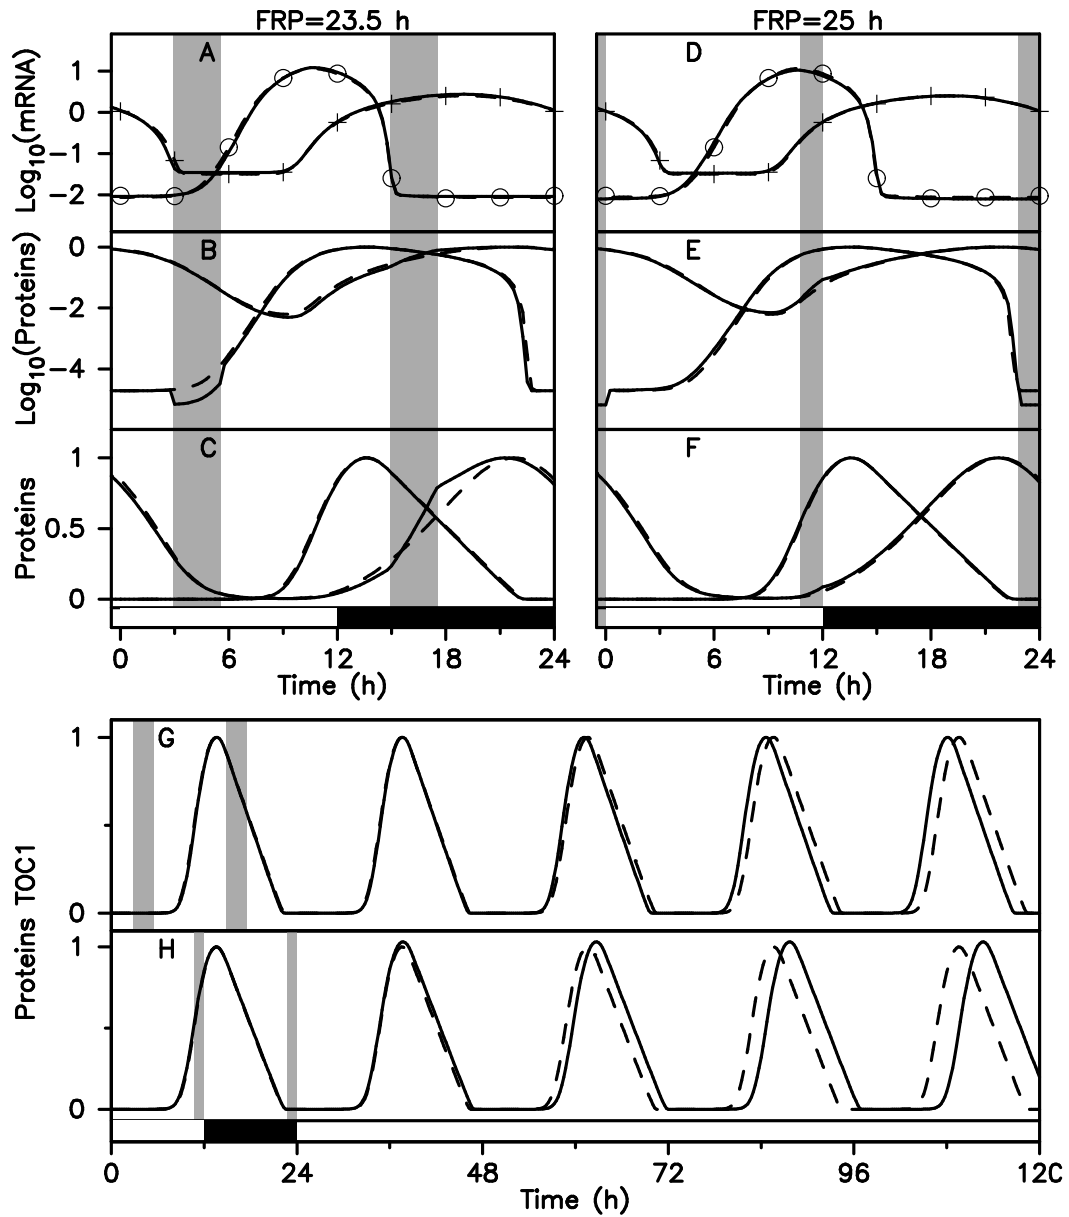 FRP=23.5 h FRP=25 h
A D
Log10(mRNA)
1
0
−1
−2
B E
Log10(Proteins)
0
−2
−4
C F
Proteins
1
0.5
0
0 6 12 18 24 0 6 12 18 24
Time (h) Time (h)
G
1
0
Proteins TOC1
H
1
0
0 24 48 72 96 12C
Time (h)